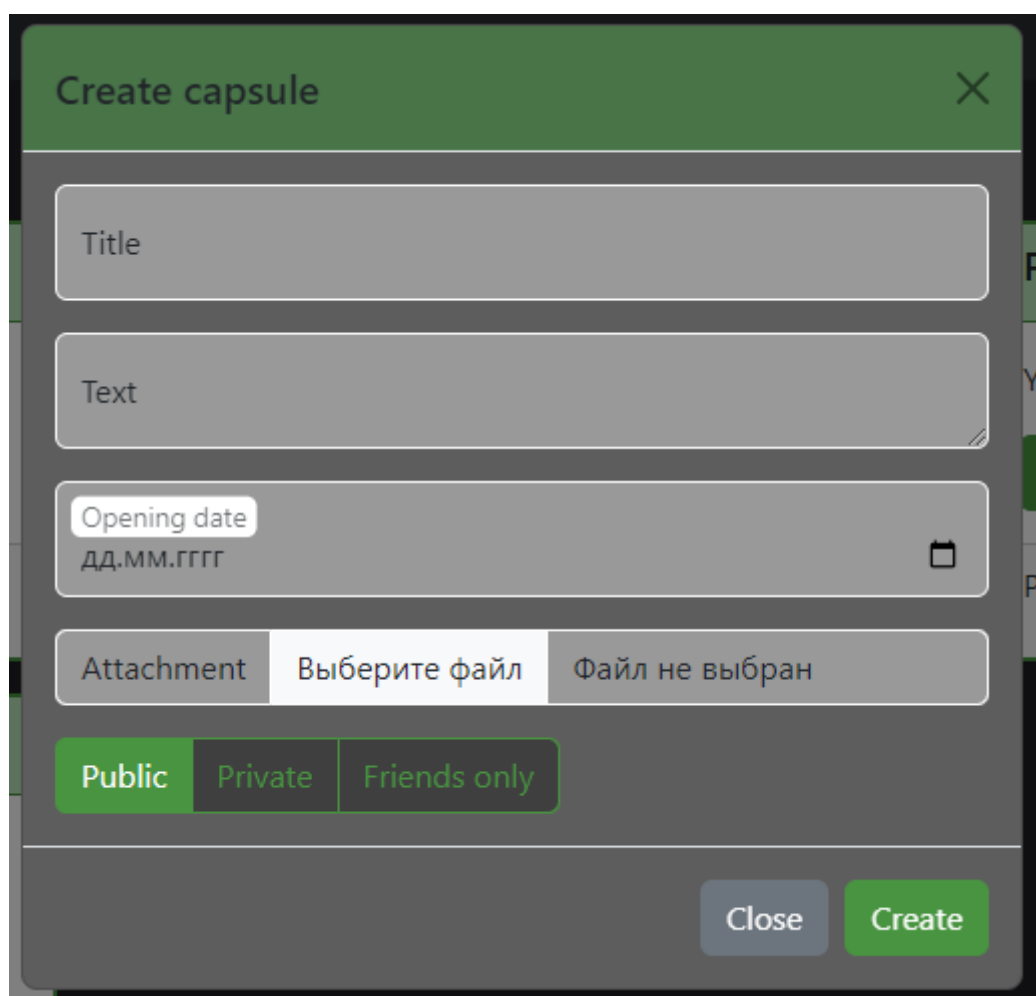 Create capsule
Title
Text
Opening date
дд.мм.гггг
Attachment Выберите файл Файл не выбран
Public Private Friends only
Close Create